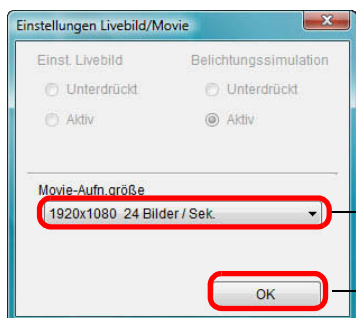 Einstellungen Livebild/Movie
Einst. Livebild Belichtungssimulation
Unterdrückt Unterdrückt
Aktiv Aktiv
Movie-Aufn.größe
1920x1080 24 Bilder / Sek.
OK